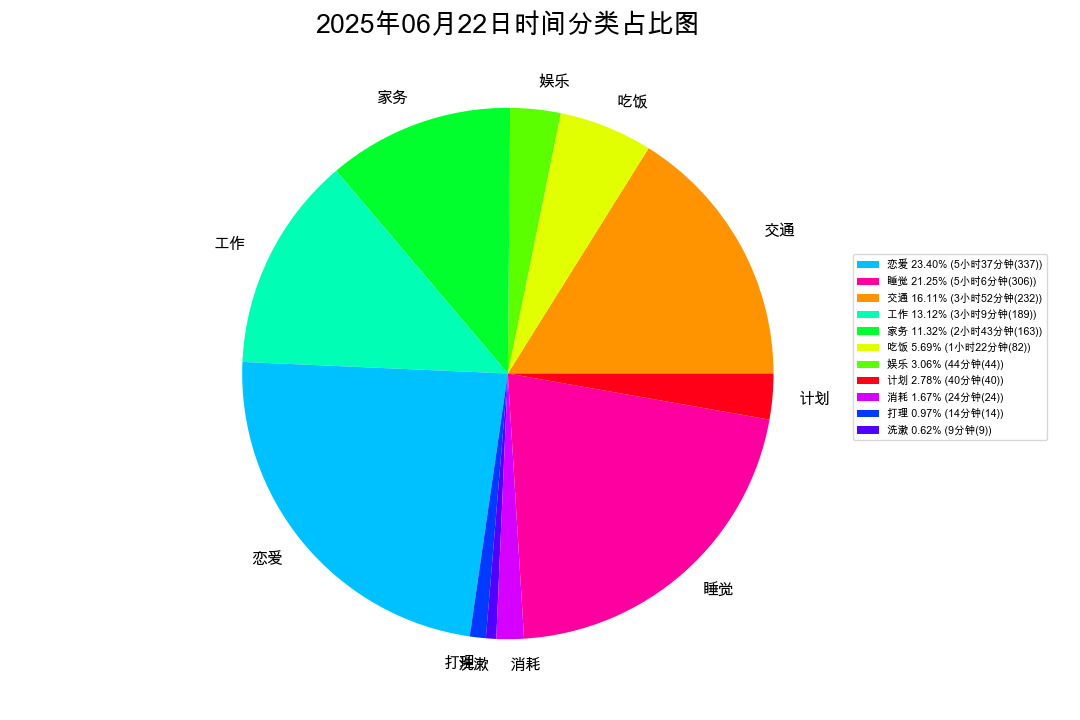 2025年06月22日时间分类占比图
娱乐
家务
吃饭
交通
工作
恋爱 23.40% (5小时37分钟(337))
睡觉 21.25% (5小时6分钟(306))
交通 16.11% (3小时52分钟(232))
工作 13.12% (3小时9分钟(189))
家务 11.32% (2小时43分钟(163))
吃饭 5.69% (1小时22分钟(82))
娱乐 3.06% (44分钟(44))
计划 2.78% (40分钟(40))
消耗 1.67% (24分钟(24))
打理 0.97% (14分钟(14))
洗漱 0.62% (9分钟(9))
计划
恋爱
睡觉
打理
洗漱
消耗